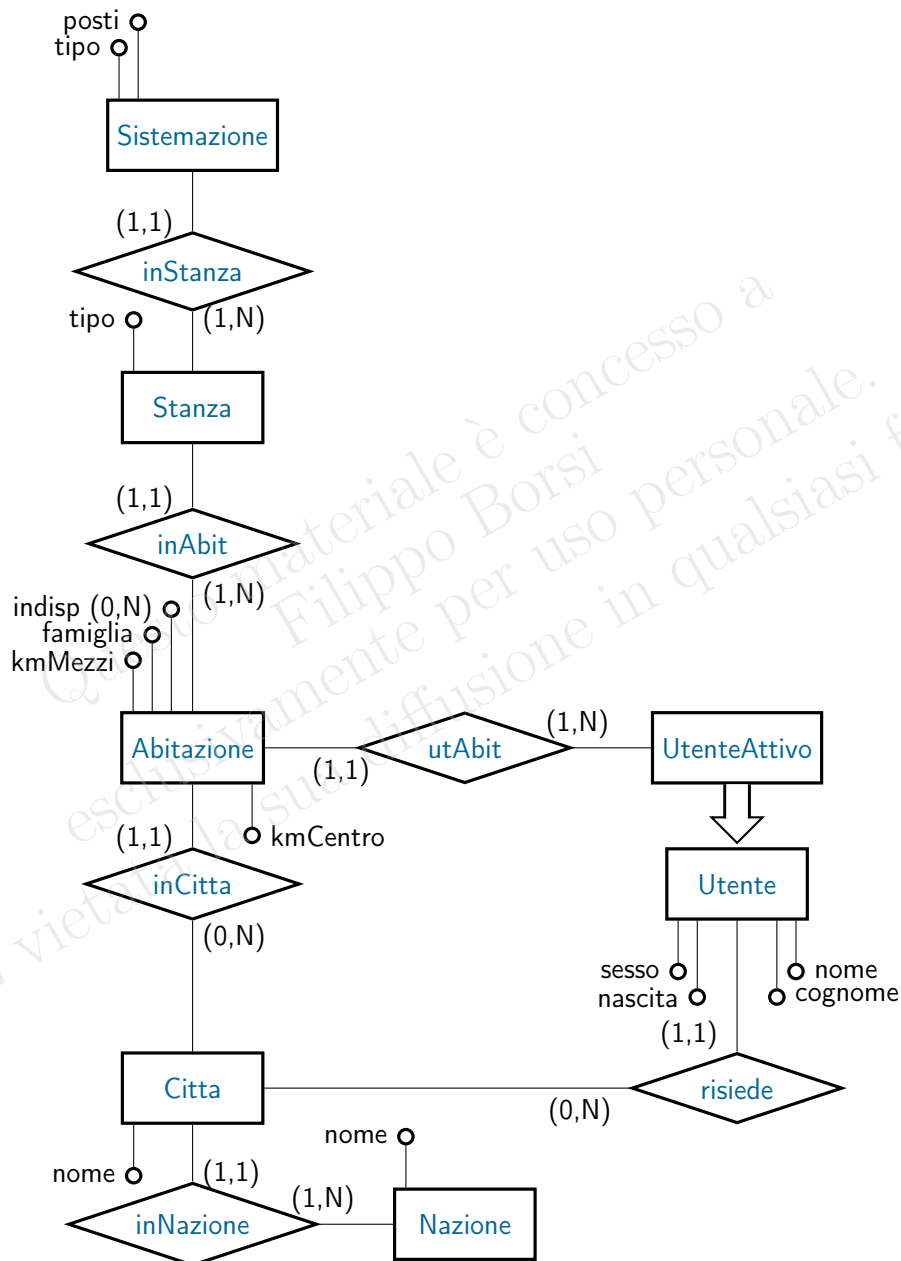 posti
tipo
Sistemazione
(1,1)
inStanza
tipo
(1,N)
Stanza
(1,1)
inAbit
(1,N)
indisp (0,N)
famiglia
kmMezzi
Abitazione
(1,1)
utAbit
(1,N)
UtenteAttivo
kmCentro
(1,1)
inCitta
(0,N)
Utente
sesso
nascita
nome
cognome
(1,1)
Citta
risiede
(0,N)
nome
nome
(1,1)
(1,N)
inNazione
Nazione
Questo materiale è concesso a
Filippo Borsi
esclusivamente per uso personale.
vietata la sua diffusione in qualsiasi